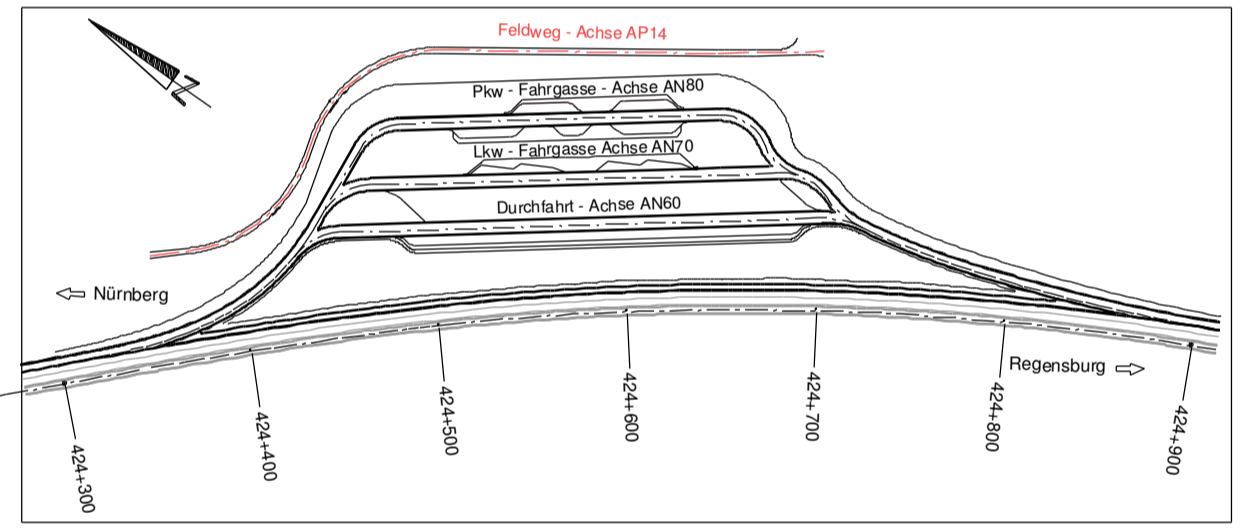 Feldweg - Achse AP14
N
Pkw - Fahrgasse - Achse AN80
Lkw - Fahrgasse Achse AN70
Durchfahrt - Achse AN60
Nürnberg
Regensburg
424+300
424+400
424+500
424+600
424+700
424+800
424+900